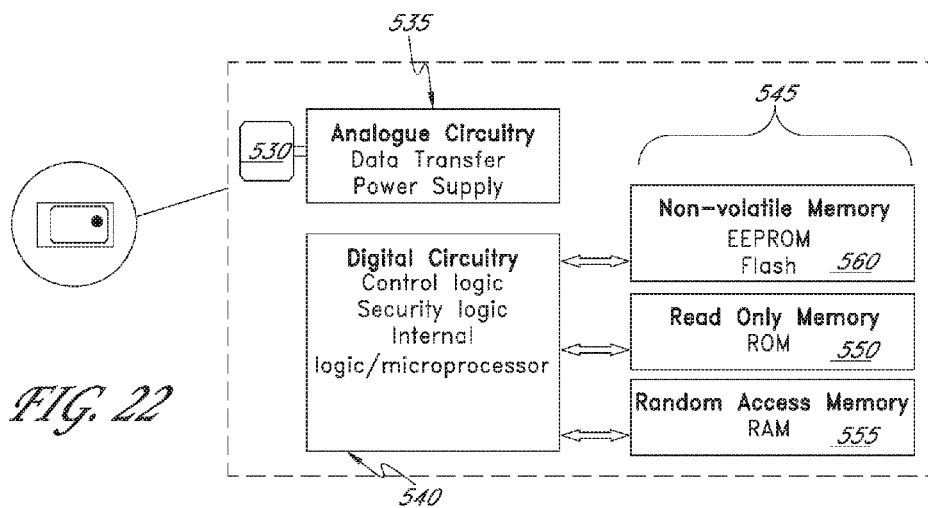 535
545
530
Analogue Circuitry
Data Transfer
Power Supply
Digital Circuitry
Control logic
Security logic
Internal
logic/microprocessor
Non-volatile Memory
EEPROM
Flash 560
Read Only Memory
ROM 550
Random Access Memory
RAM 555
FIG. 22
540